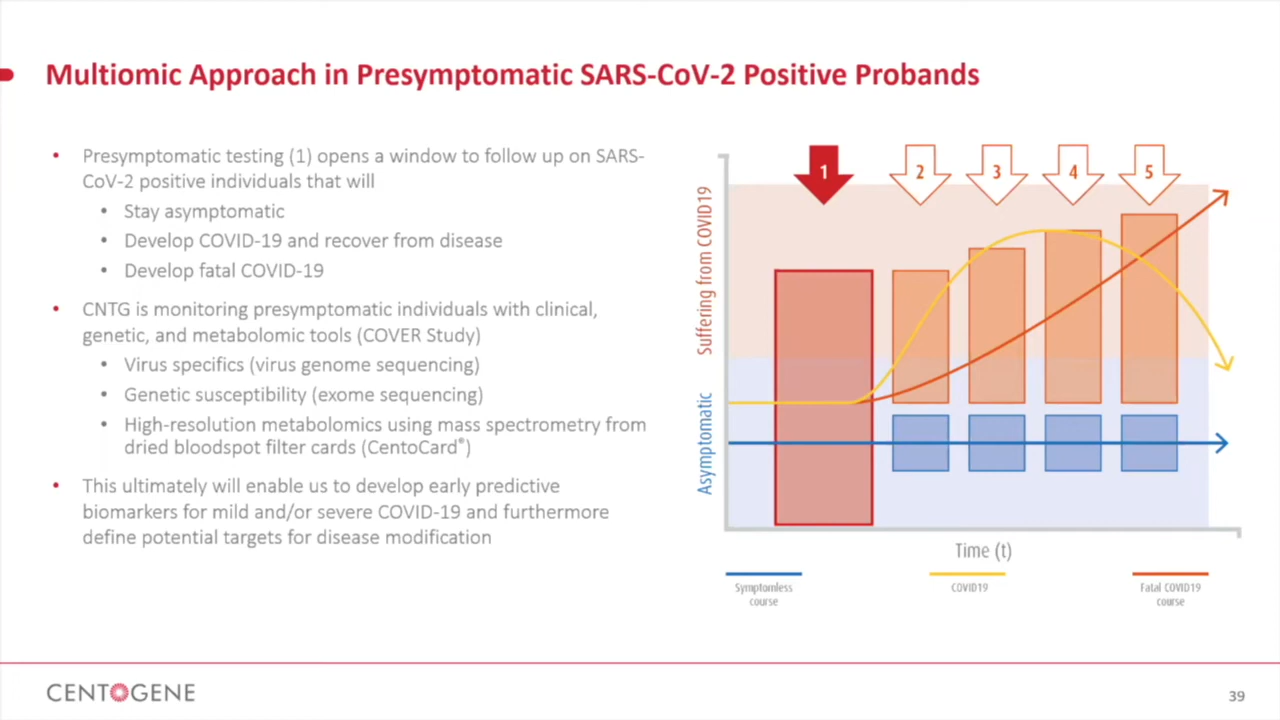 Multiomic Approach in Presymptomatic SARS-CoV-2 Positive Probands
• Presymptomatic testing (1) opens a window to follow up on SARS-
CoV-2 positive individuals that will
• Stay asymptomatic
• Develop COVID-19 and recover from disease
• Develop fatal COVID-19
• CNTG is monitoring presymptomatic individuals with clinical,
genetic, and metabolomic tools (COVER Study)
• Virus specifics (virus genome sequencing)
• Genetic susceptibility (exome sequencing)
• High-resolution metabolomics using mass spectrometry from
dried bloodspot filter cards (CentoCard®)
• This ultimately will enable us to develop early predictive
biomarkers for mild and/or severe COVID-19 and furthermore
define potential targets for disease modification
1 2 3 4 5
Suffering from COVID19
Asymptomatic
Time (t)
Symptomless
course
COVID19
Fatal COVID19
course
CENTOGENE
39